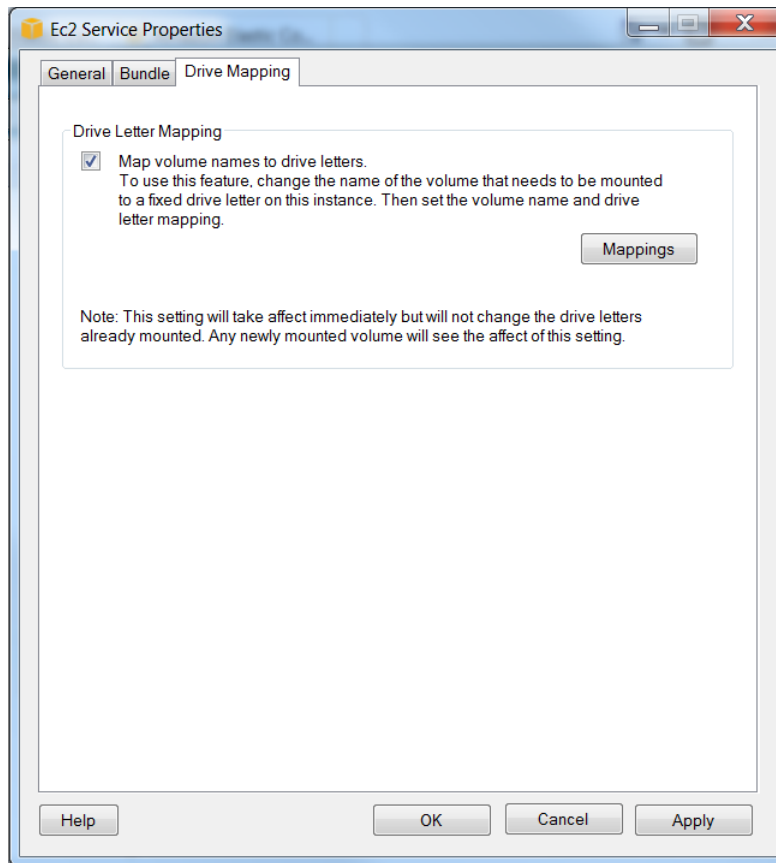 Ec2 Service Properties
General Bundle Drive Mapping
Drive Letter Mapping
Map volume names to drive letters.
To use this feature, change the name of the volume that needs to be mounted
to a fixed drive letter on this instance. Then set the volume name and drive
letter mapping.
Mappings
Note: This setting will take affect immediately but will not change the drive letters
already mounted. Any newly mounted volume will see the affect of this setting.
Help OK Cancel Apply